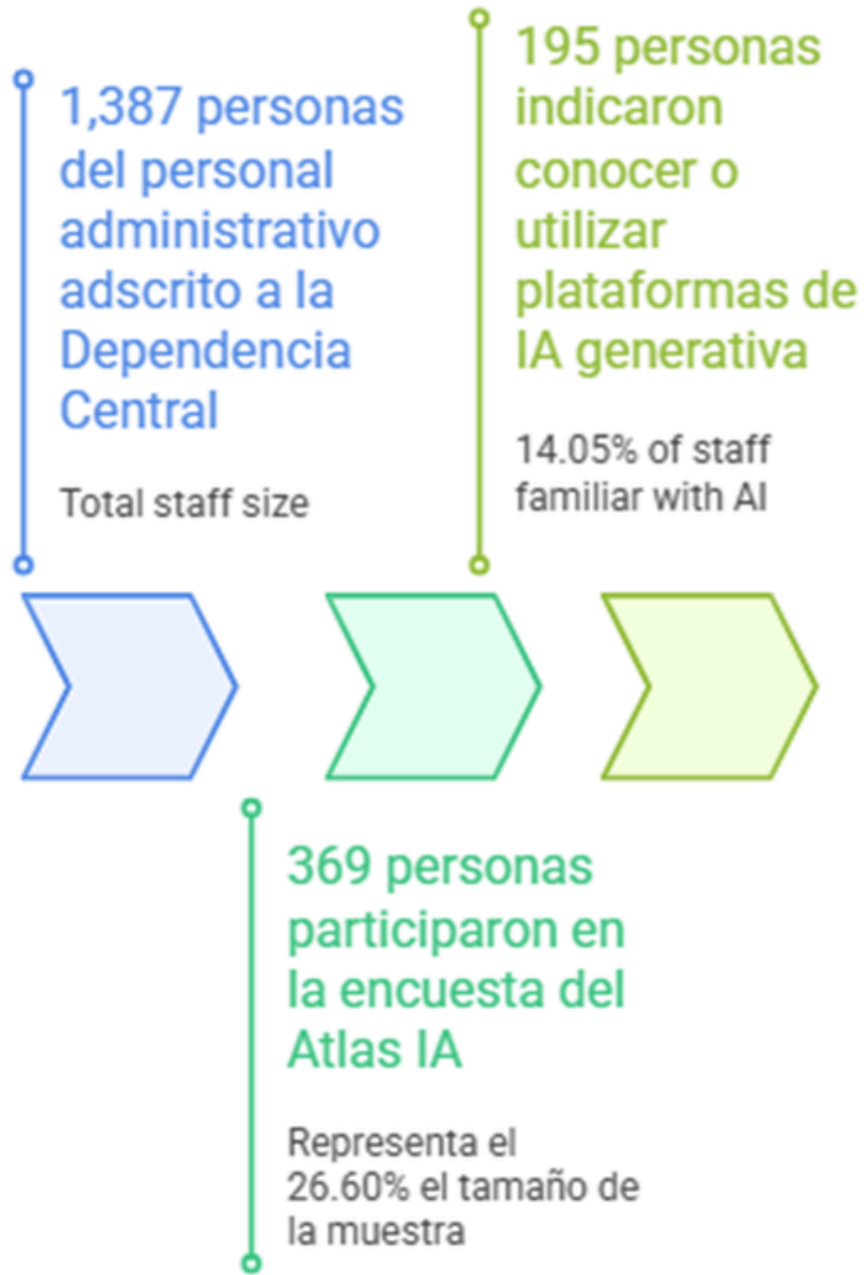 1,387 personas
del personal
administrativo
adscrito a la
Dependencia
Central
Total staff size
195 personas
indicaron
conocer o
utilizar
plataformas de
IA generativa
14.05% of staff
familiar with AI
369 personas
participaron en
la encuesta del
Atlas IA
Representa el
26.60% el tamaño de
la muestra